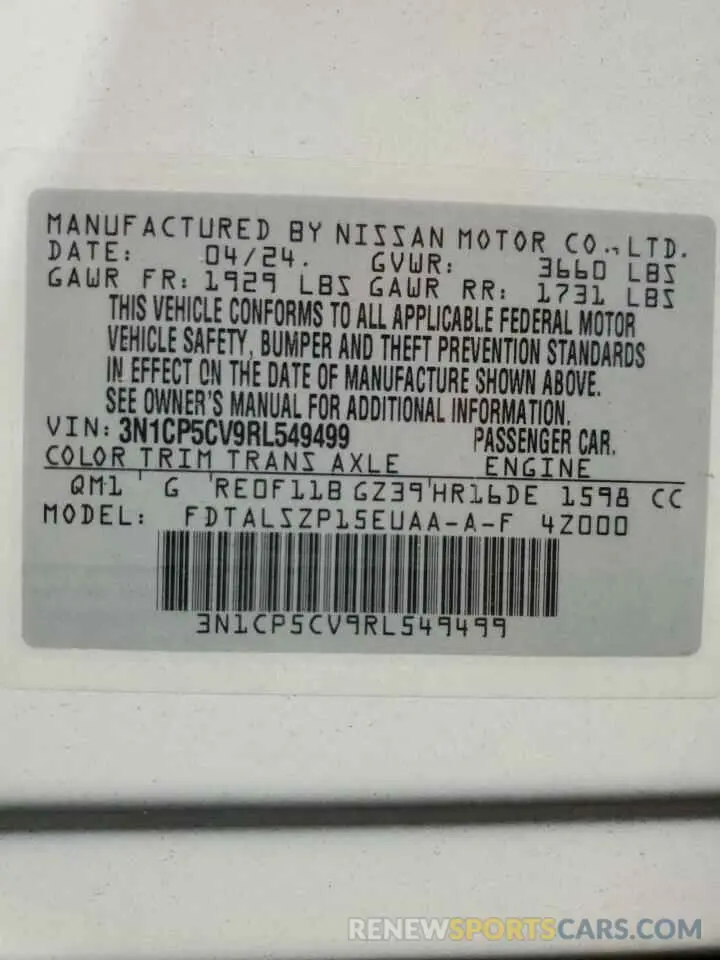 MANUFACTURED BY NISSAN MOTOR CO., LTD.
DATE: 04/24. GVWR: 3660 LBS
GAWR FR: 1929 LBS GAWR RR: 1731 LBS
THIS VEHICLE CONFORMS TO ALL APPLICABLE FEDERAL MOTOR
VEHICLE SAFETY, BUMPER AND THEFT PREVENTION STANDARDS
IN EFFECT ON THE DATE OF MANUFACTURE SHOWN ABOVE.
SEE OWNER'S MANUAL FOR ADDITIONAL INFORMATION.
VIN: 3N1CP5CV9RL549499 PASSENGER CAR.
COLOR TRIM TRANS AXLE ENGINE
QM1 G RE0F11B GZ39 HR16DE 1598 CC
MODEL: FDTALSZP15EUAA-A-F 4Z000
3N1CP5CV9RL549499
RENEWSPORTSCARS.COM